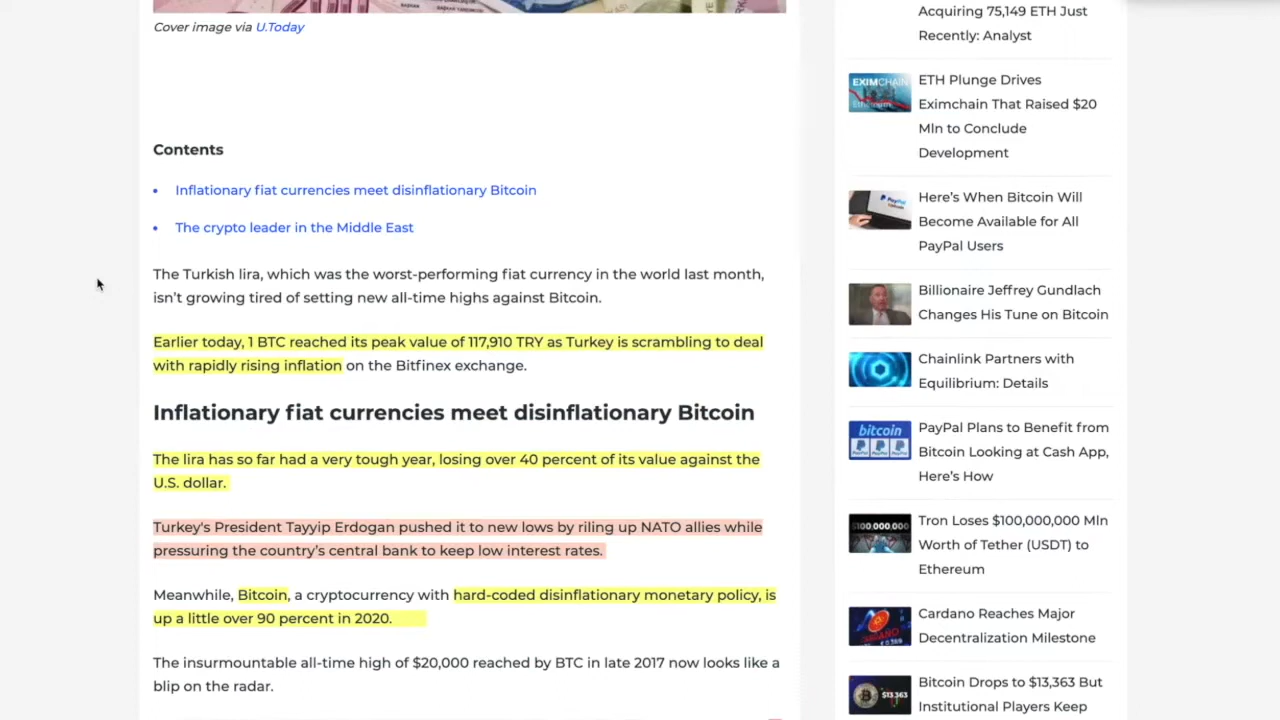 Cover image via U.Today
Contents
• Inflationary fiat currencies meet disinflationary Bitcoin
• The crypto leader in the Middle East
The Turkish lira, which was the worst-performing fiat currency in the world last month,
isn't growing tired of setting new all-time highs against Bitcoin.
Earlier today, 1 BTC reached its peak value of 117,910 TRY as Turkey is scrambling to deal
with rapidly rising inflation on the Bitfinex exchange.
Inflationary fiat currencies meet disinflationary Bitcoin
The lira has so far had a very tough year, losing over 40 percent of its value against the
U.S. dollar.
Turkey's President Tayyip Erdogan pushed it to new lows by riling up NATO allies while
pressuring the country's central bank to keep low interest rates.
Meanwhile, Bitcoin, a cryptocurrency with hard-coded disinflationary monetary policy, is
up a little over 90 percent in 2020.
The insurmountable all-time high of $20,000 reached by BTC in late 2017 now looks like a
blip on the radar.
Acquiring 75,149 ETH Just
Recently: Analyst
EXIMCHAIN
Ethereum
ETH Plunge Drives
Eximchain That Raised $20
Mln to Conclude
Development
PayPal
Here's When Bitcoin Will
Become Available for All
PayPal Users
Billionaire Jeffrey Gundlach
Changes His Tune on Bitcoin
Chainlink Partners with
Equilibrium: Details
bitcoin
PayPal Plans to Benefit from
Bitcoin Looking at Cash App,
Here's How
$100,000,000
Tron Loses $100,000,000 Mln
Worth of Tether (USDT) to
Ethereum
Cardano Reaches Major
Decentralization Milestone
$13,363
Bitcoin Drops to $13,363 But
Institutional Players Keep